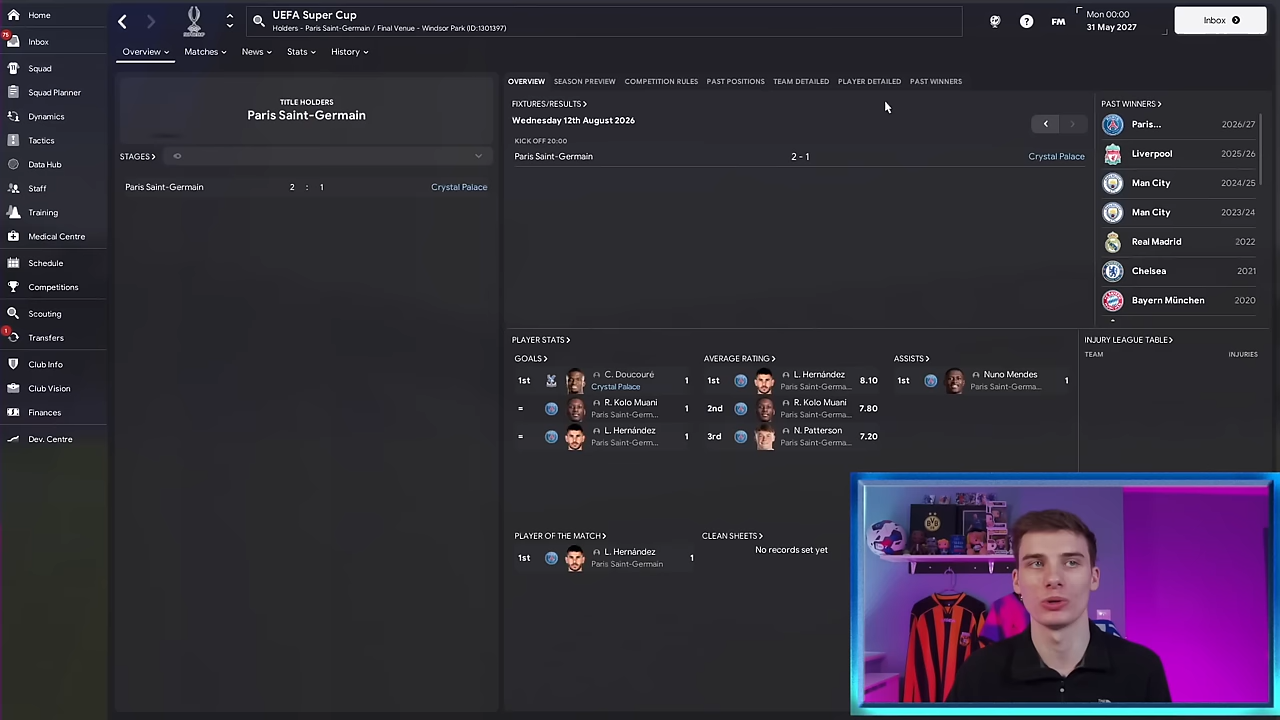 Home
75
Inbox
Squad
Squad Planner
Dynamics
Tactics
Data Hub
Staff
Training
Medical Centre
Schedule
Competitions
Scouting
1
Transfers
Club Info
Club Vision
Finances
Dev. Centre
UEFA Super Cup
Holders - Paris Saint-Germain / Final Venue - Windsor Park (ID:1301397)
?
FM
Mon 00:00
31 May 2027
Inbox
Overview
Matches
News
Stats
History
TITLE HOLDERS
Paris Saint-Germain
STAGES
Paris Saint-Germain 2 : 1 Crystal Palace
OVERVIEW SEASON PREVIEW COMPETITION RULES PAST POSITIONS TEAM DETAILED PLAYER DETAILED PAST WINNERS
FIXTURES/RESULTS
Wednesday 12th August 2026
KICK OFF 20:00
Paris Saint-Germain 2 - 1 Crystal Palace
PAST WINNERS
Paris... 2026/27
Liverpool 2025/26
Man City 2024/25
Man City 2023/24
Real Madrid 2022
Chelsea 2021
Bayern München 2020
PLAYER STATS
GOALS
1st C. Doucouré 1
Crystal Palace
= R. Kolo Muani 1
Paris Saint-Germ...
= L. Hernández 1
Paris Saint-Germ...
AVERAGE RATING
1st L. Hernández 8.10
Paris Saint-Germa...
2nd R. Kolo Muani 7.80
Paris Saint-Germa...
3rd N. Patterson 7.20
Paris Saint-Germa...
ASSISTS
1st Nuno Mendes 1
Paris Saint-Germa...
INJURY LEAGUE TABLE
TEAM INJURIES
PLAYER OF THE MATCH
1st L. Hernández 1
Paris Saint-Germain
CLEAN SHEETS
No records set yet
BVB